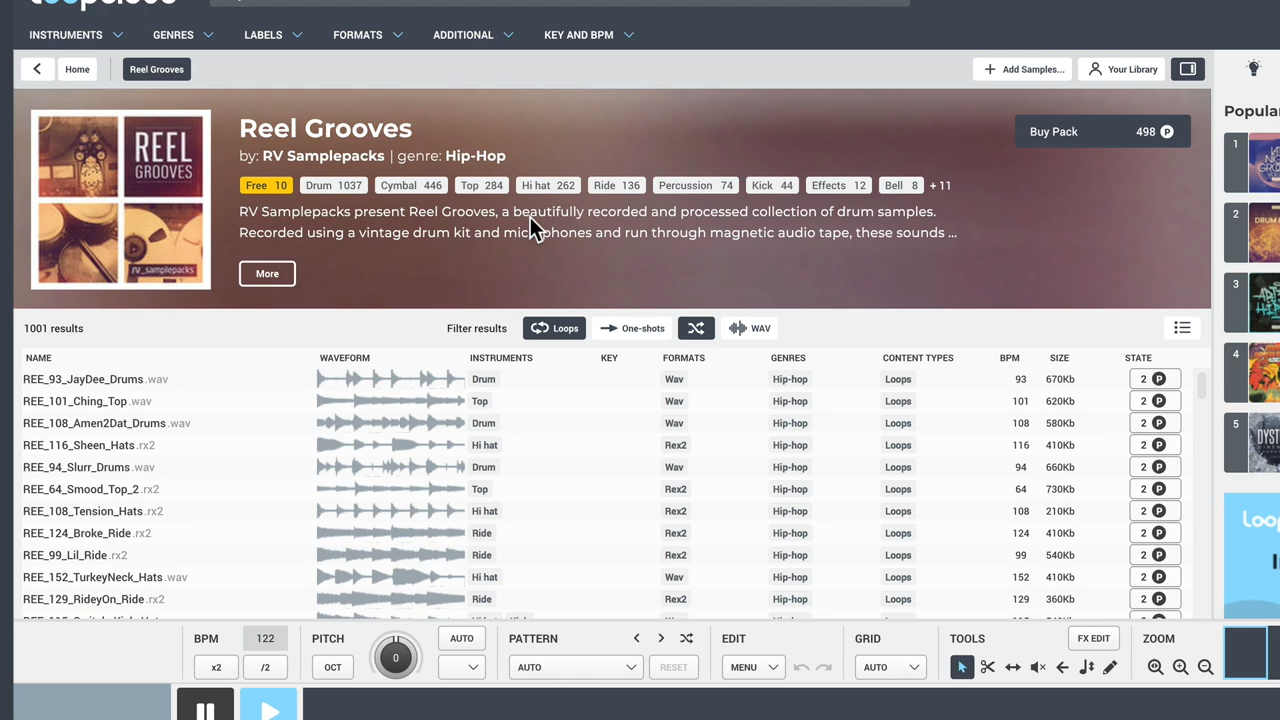 INSTRUMENTS GENRES LABELS FORMATS ADDITIONAL KEY AND BPM
Home Reel Grooves Add Samples... Your Library
REEL GROOVES
rv_samplepacks
Reel Grooves
by: RV Samplepacks | genre: Hip-Hop
Buy Pack 498 P
Free 10 Drum 1037 Cymbal 446 Top 284 Hi hat 262 Ride 136 Percussion 74 Kick 44 Effects 12 Bell 8 + 11
RV Samplepacks present Reel Grooves, a beautifully recorded and processed collection of drum samples.
Recorded using a vintage drum kit and microphones and run through magnetic audio tape, these sounds ...
More
Popula
1
2
3
4
5
1001 results Filter results Loops One-shots WAV
NAME WAVEFORM INSTRUMENTS KEY FORMATS GENRES CONTENT TYPES BPM SIZE STATE
REE_93_JayDee_Drums.wav Drum Wav Hip-hop Loops 93 670Kb 2 P
REE_101_Ching_Top.wav Top Wav Hip-hop Loops 101 620Kb 2 P
REE_108_Amen2Dat_Drums.wav Drum Wav Hip-hop Loops 108 580Kb 2 P
REE_116_Sheen_Hats.rx2 Hi hat Rex2 Hip-hop Loops 116 410Kb 2 P
REE_94_Slurr_Drums.wav Drum Wav Hip-hop Loops 94 660Kb 2 P
REE_64_Smood_Top_2.rx2 Top Rex2 Hip-hop Loops 64 730Kb 2 P
REE_108_Tension_Hats.rx2 Hi hat Rex2 Hip-hop Loops 108 210Kb 2 P
REE_124_Broke_Ride.rx2 Ride Rex2 Hip-hop Loops 124 410Kb 2 P
REE_99_Lil_Ride.rx2 Ride Rex2 Hip-hop Loops 99 540Kb 2 P
REE_152_TurkeyNeck_Hats.wav Hi hat Wav Hip-hop Loops 152 410Kb 2 P
REE_129_RideyOn_Ride.rx2 Ride Rex2 Hip-hop Loops 129 360Kb 2 P
BPM 122 PITCH 0 AUTO PATTERN EDIT GRID TOOLS FX EDIT ZOOM
x2 /2 OCT AUTO RESET MENU AUTO